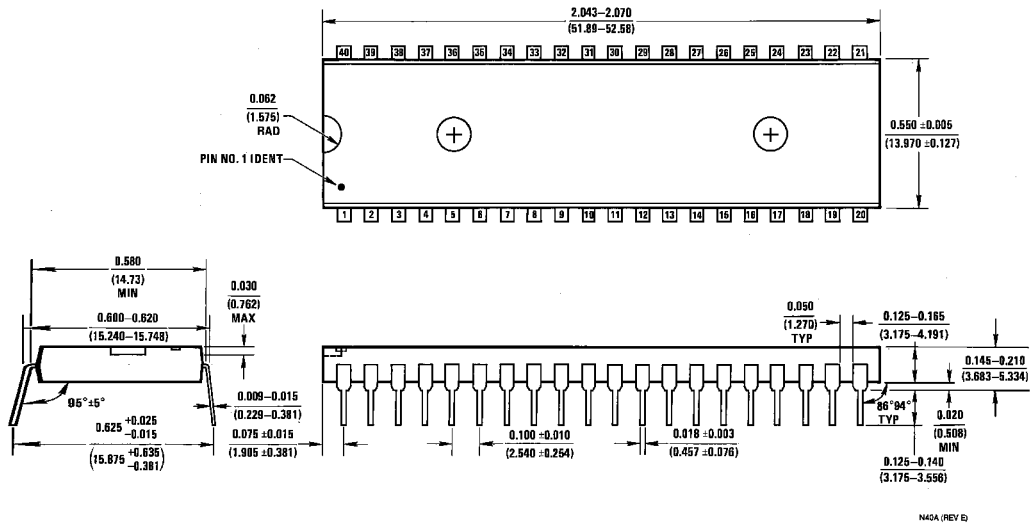 2.043–2.070
(51.89–52.58)
40 39 38 37 36 35 34 33 32 31 30 29 28 27 26 25 24 23 22 21
0.062
(1.575)
RAD
0.550 ±0.005
(13.970 ±0.127)
PIN NO. 1 IDENT
1 2 3 4 5 6 7 8 9 10 11 12 13 14 15 16 17 18 19 20
0.580
(14.73)
MIN
0.030
(0.762)
MAX
0.600–0.620
(15.240–15.748)
0.050
(1.270)
TYP
0.125–0.165
(3.175–4.191)
0.145–0.210
(3.683–5.334)
95°±5°
0.009–0.015
(0.229–0.381)
86°94°
TYP
0.020
(0.508)
MIN
0.625 +0.025 -0.015
(15.875 +0.635 -0.381)
0.075 ±0.015
(1.905 ±0.381)
0.100 ±0.010
(2.540 ±0.254)
0.018 ±0.003
(0.457 ±0.076)
0.125–0.140
(3.175–3.556)
N40A (REV E)